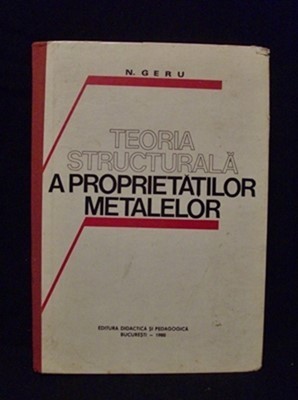 N. GERU
TEORIA
STRUCTURALĂ
A PROPRIETĂȚILOR
METALELOR
EDITURA DIDACTICĂ ȘI PEDAGOGICĂ
BUCUREȘTI - 1980